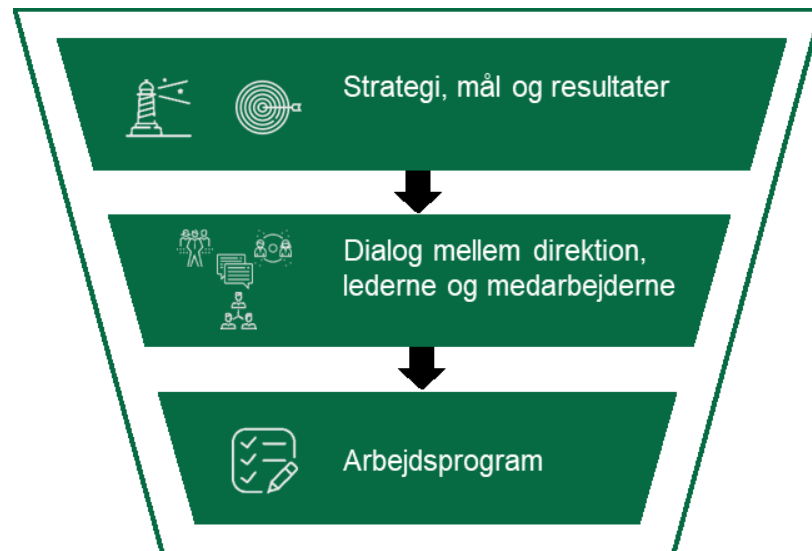 Strategi, mål og resultater
Dialog mellem direktion,
lederne og medarbejderne
Arbejdsprogram